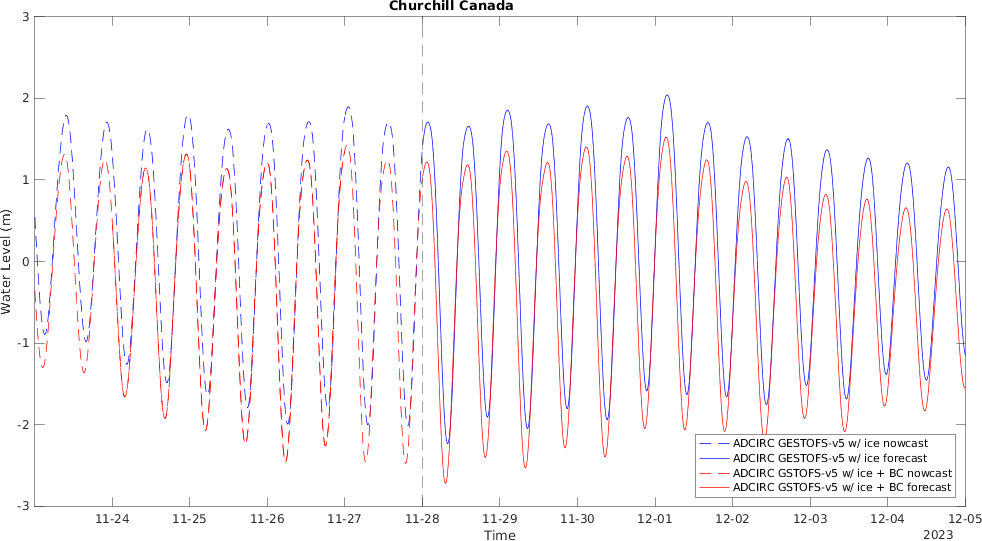 Churchill Canada
3
2
1
0
-1
-2
-3
Water Level (m)
ADCIRC GESTOFS-v5 w/ ice nowcast
ADCIRC GESTOFS-v5 w/ ice forecast
ADCIRC GSTOFS-v5 w/ ice + BC nowcast
ADCIRC GSTOFS-v5 w/ ice + BC forecast
11-24 11-25 11-26 11-27 11-28 11-29 11-30 12-01 12-02 12-03 12-04 12-05
Time
2023